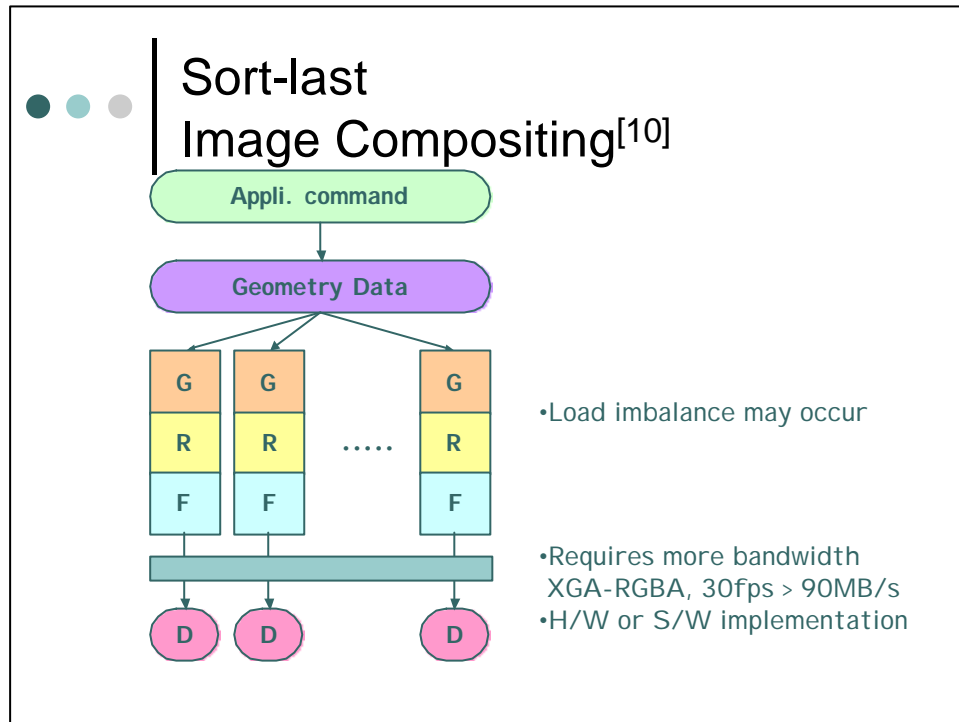 Sort-last
Image Compositing[10]
Appli. command
Geometry Data
G G G
R R ..... R
F F F
•Load imbalance may occur
•Requires more bandwidth
XGA-RGBA, 30fps > 90MB/s
•H/W or S/W implementation
D D D